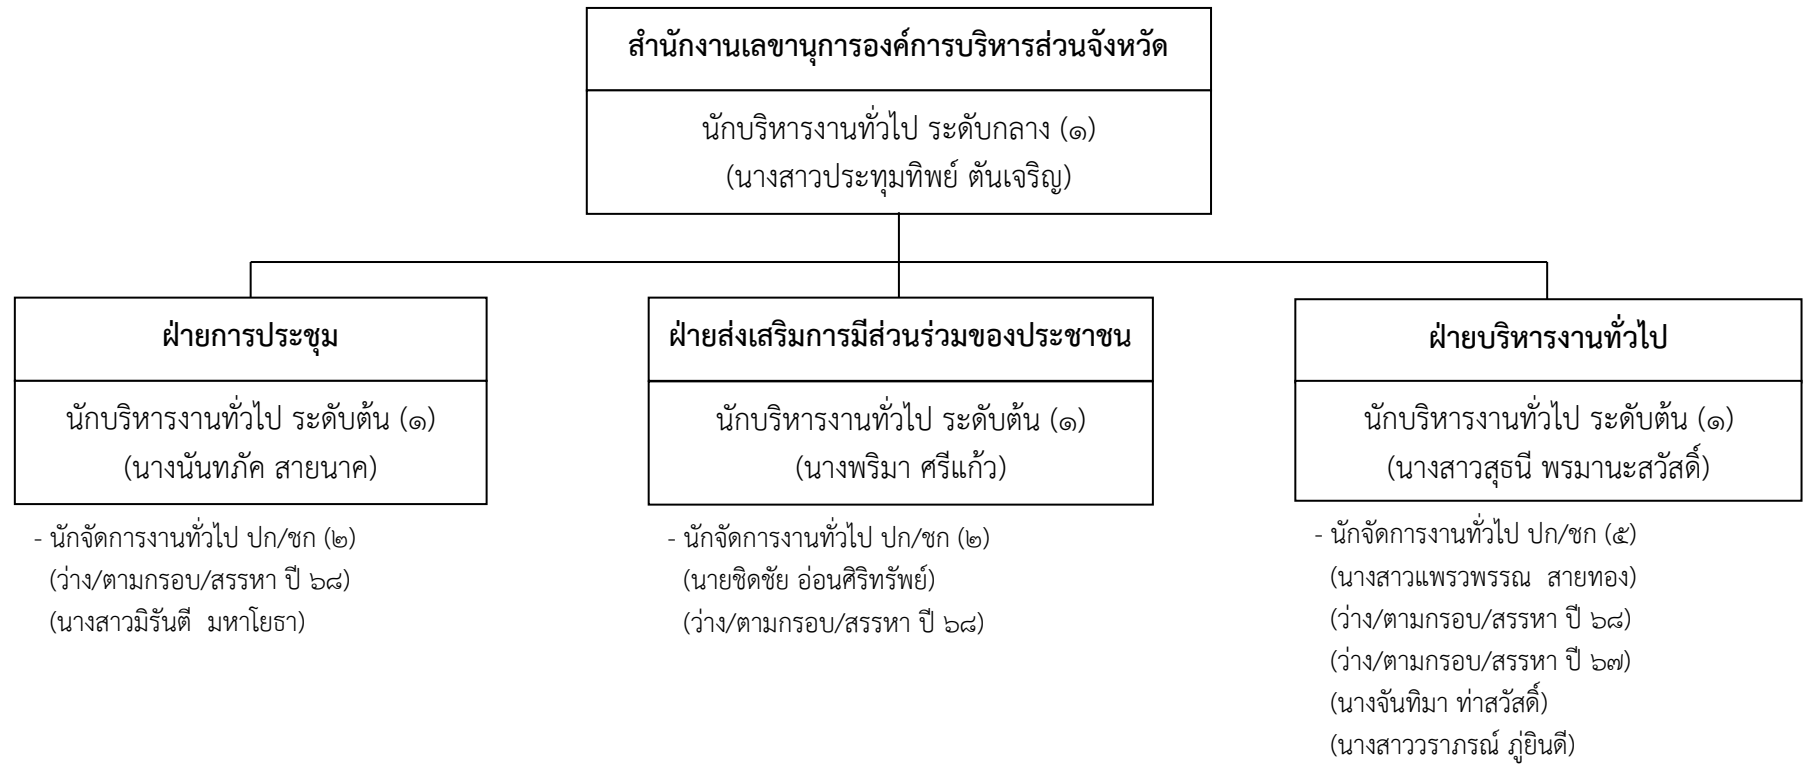 สำนักงานเลขานุการองค์การบริหารส่วนจังหวัด
นักบริหารงานทั่วไป ระดับกลาง (๑)
(นางสาวประทุมทิพย์ ตันเจริญ)
ฝ่ายการประชุม
นักบริหารงานทั่วไป ระดับต้น (๑)
(นางนันทภัค สายนาค)
- นักจัดการงานทั่วไป ปก/ชก (๒)
(ว่าง/ตามกรอบ/สรรหา ปี ๖๘)
(นางสาวมิรันตี มหาโยธา)
ฝ่ายส่งเสริมการมีส่วนร่วมของประชาชน
นักบริหารงานทั่วไป ระดับต้น (๑)
(นางพริมา ศรีแก้ว)
- นักจัดการงานทั่วไป ปก/ชก (๒)
(นายชิดชัย อ่อนศิริทรัพย์)
(ว่าง/ตามกรอบ/สรรหา ปี ๖๘)
ฝ่ายบริหารงานทั่วไป
นักบริหารงานทั่วไป ระดับต้น (๑)
(นางสาวสุธนี พรมานะสวัสดิ์)
- นักจัดการงานทั่วไป ปก/ชก (๕)
(นางสาวแพรวพรรณ สายทอง)
(ว่าง/ตามกรอบ/สรรหา ปี ๖๘)
(ว่าง/ตามกรอบ/สรรหา ปี ๖๗)
(นางจันทิมา ท่าสวัสดิ์)
(นางสาววราภรณ์ ภู่ยินดี)